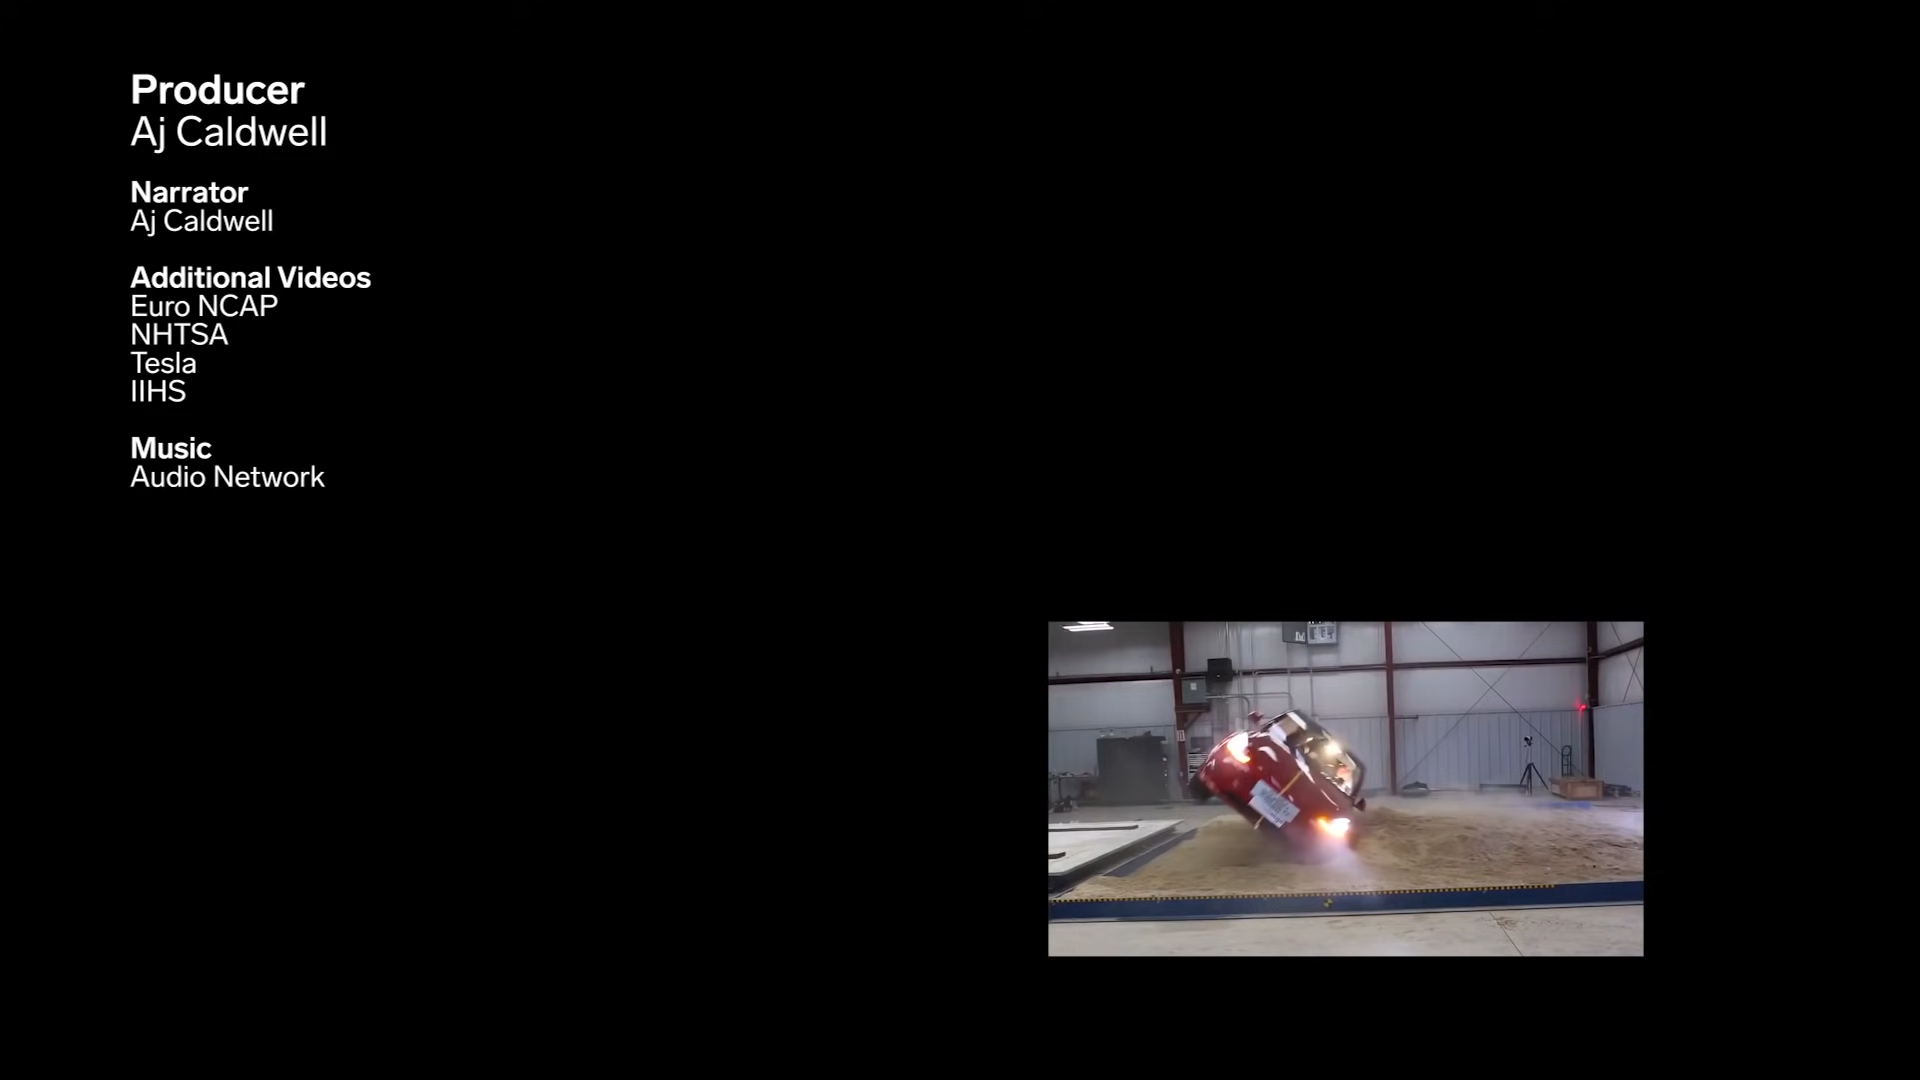 Producer
Aj Caldwell
Narrator
Aj Caldwell
Additional Videos
Euro NCAP
NHTSA
Tesla
IIHS
Music
Audio Network